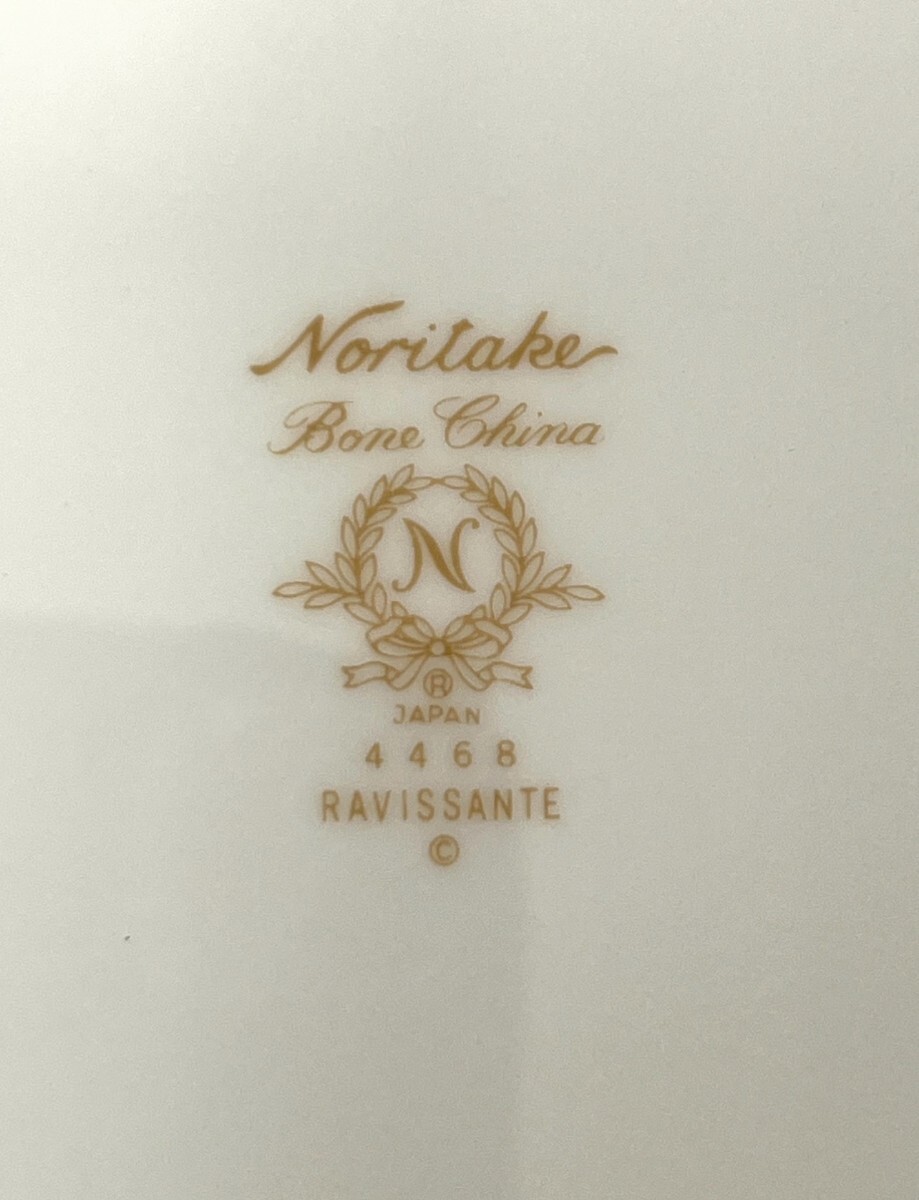 Noritake
Bone China
N
®
JAPAN
4468
RAVISSANTE
©